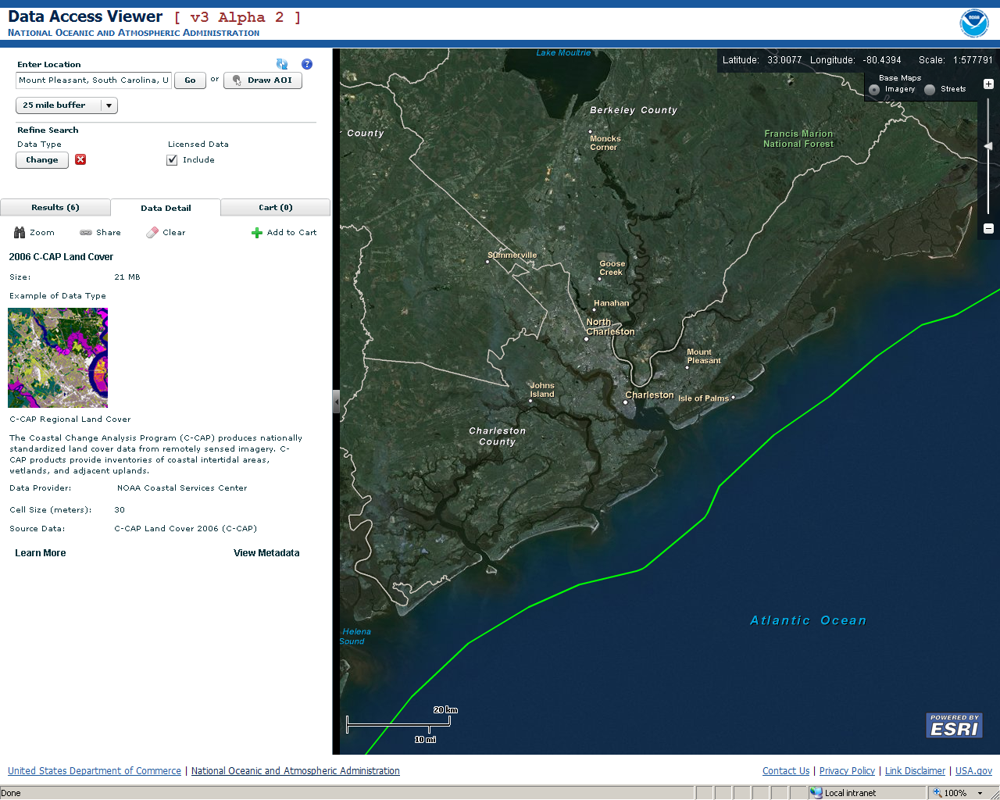 Data Access Viewer [ v3 Alpha 2 ]
NATIONAL OCEANIC AND ATMOSPHERIC ADMINISTRATION
NOAA
Enter Location
Mount Pleasant, South Carolina, U
Go
or
Draw AOI
25 mile buffer
Refine Search
Data Type
Licensed Data
Change
Include
Results (6)
Data Detail
Cart (0)
Zoom
Share
Clear
Add to Cart
2006 C-CAP Land Cover
Size: 21 MB
Example of Data Type
C-CAP Regional Land Cover
The Coastal Change Analysis Program (C-CAP) produces nationally
standardized land cover data from remotely sensed imagery. C-
CAP products provide inventories of coastal intertidal areas,
wetlands, and adjacent uplands.
Data Provider: NOAA Coastal Services Center
Cell Size (meters): 30
Source Data: C-CAP Land Cover 2006 (C-CAP)
Learn More
View Metadata
Latitude: 33.0077 Longitude: -80.4394 Scale: 1:577791
Base Maps
Imagery
Streets
Lake Moultrie
Berkeley County
r County
Moncks
Corner
Francis Marion
National Forest
Summerville
Goose
Creek
Hanahan
North
Charleston
Mount
Pleasant
Johns
Island
Charleston
Isle of Palms
Charleston
County
Atlantic Ocean
Helena
Sound
20 km
10 mi
POWERED BY
ESRI
United States Department of Commerce | National Oceanic and Atmospheric Administration
Contact Us | Privacy Policy | Link Disclaimer | USA.gov
Done
Local intranet
100%